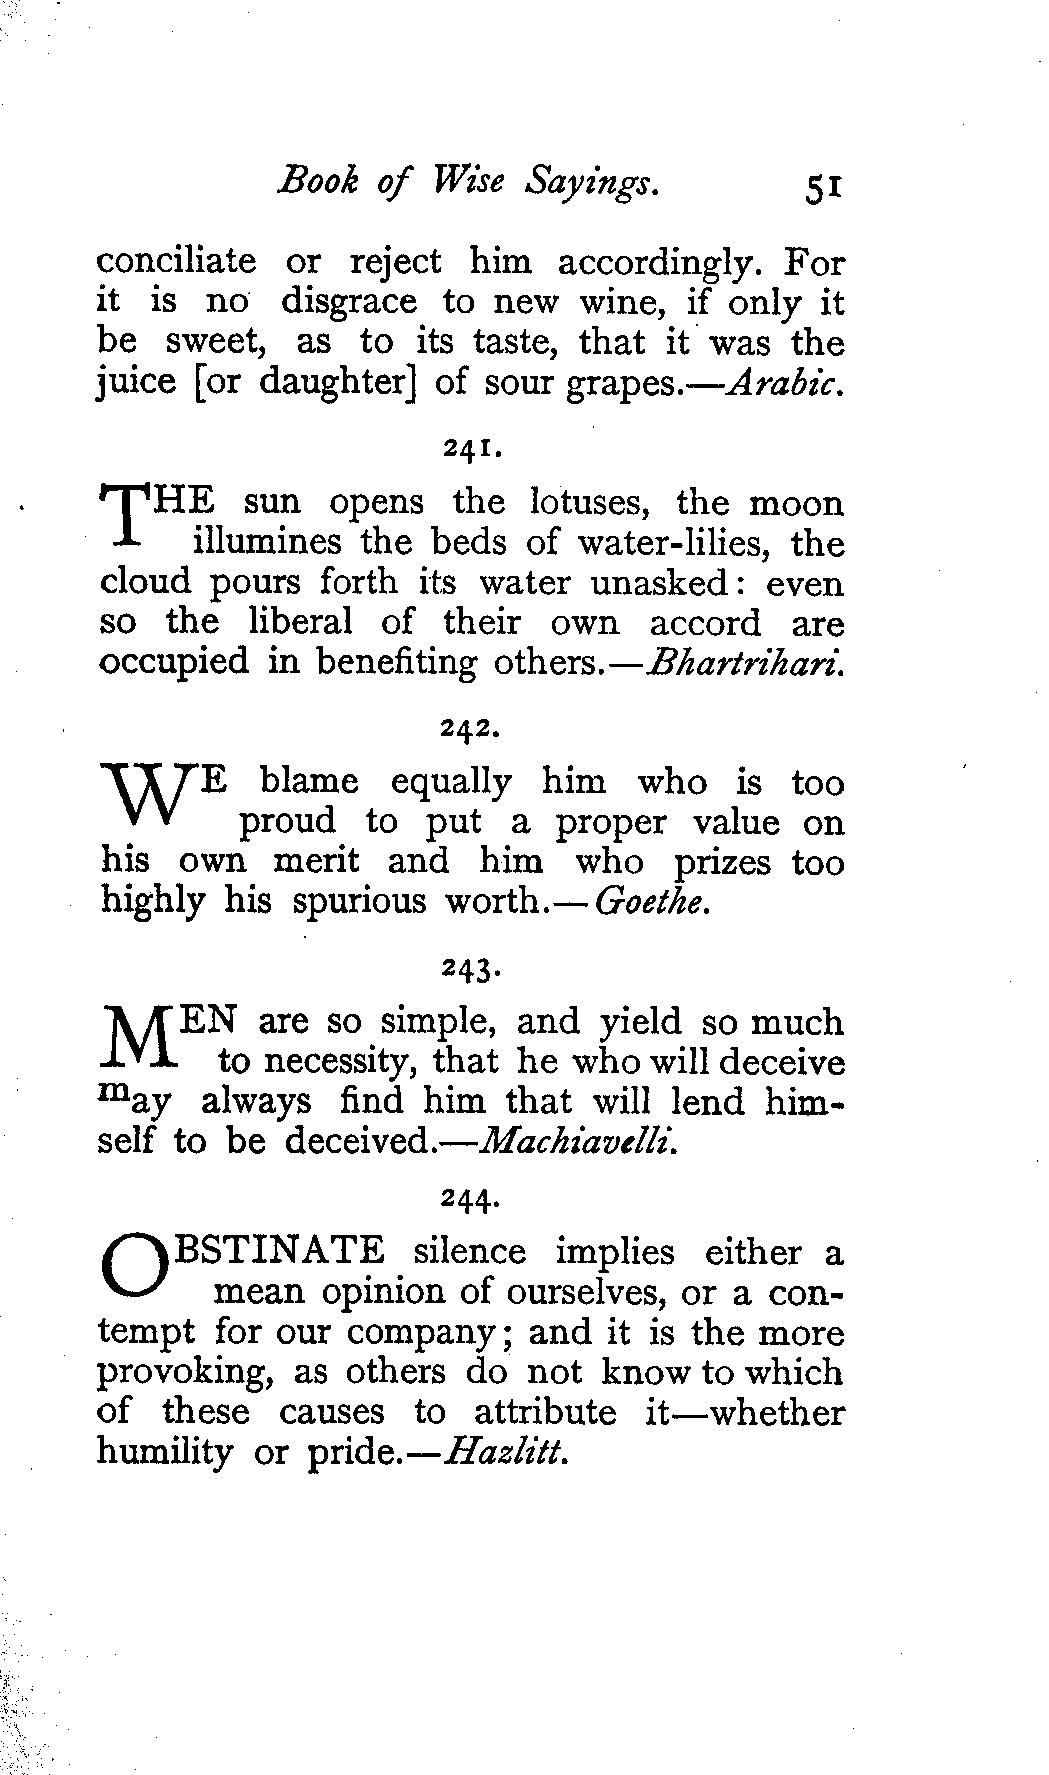 Book of Wise Sayings. 51
conciliate or reject him accordingly. For
it is no disgrace to new wine, if only it
be sweet, as to its taste, that it was the
juice [or daughter] of sour grapes.—Arabic.
241.
THE sun opens the lotuses, the moon
illumines the beds of water-lilies, the
cloud pours forth its water unasked: even
so the liberal of their own accord are
occupied in benefiting others.—Bhartrihari.
242.
WE blame equally him who is too
proud to put a proper value on
his own merit and him who prizes too
highly his spurious worth.—Goethe.
243.
MEN are so simple, and yield so much
to necessity, that he who will deceive
may always find him that will lend him-
self to be deceived.—Machiavelli.
244.
OBSTINATE silence implies either a
mean opinion of ourselves, or a con-
tempt for our company; and it is the more
provoking, as others do not know to which
of these causes to attribute it—whether
humility or pride.—Hazlitt.